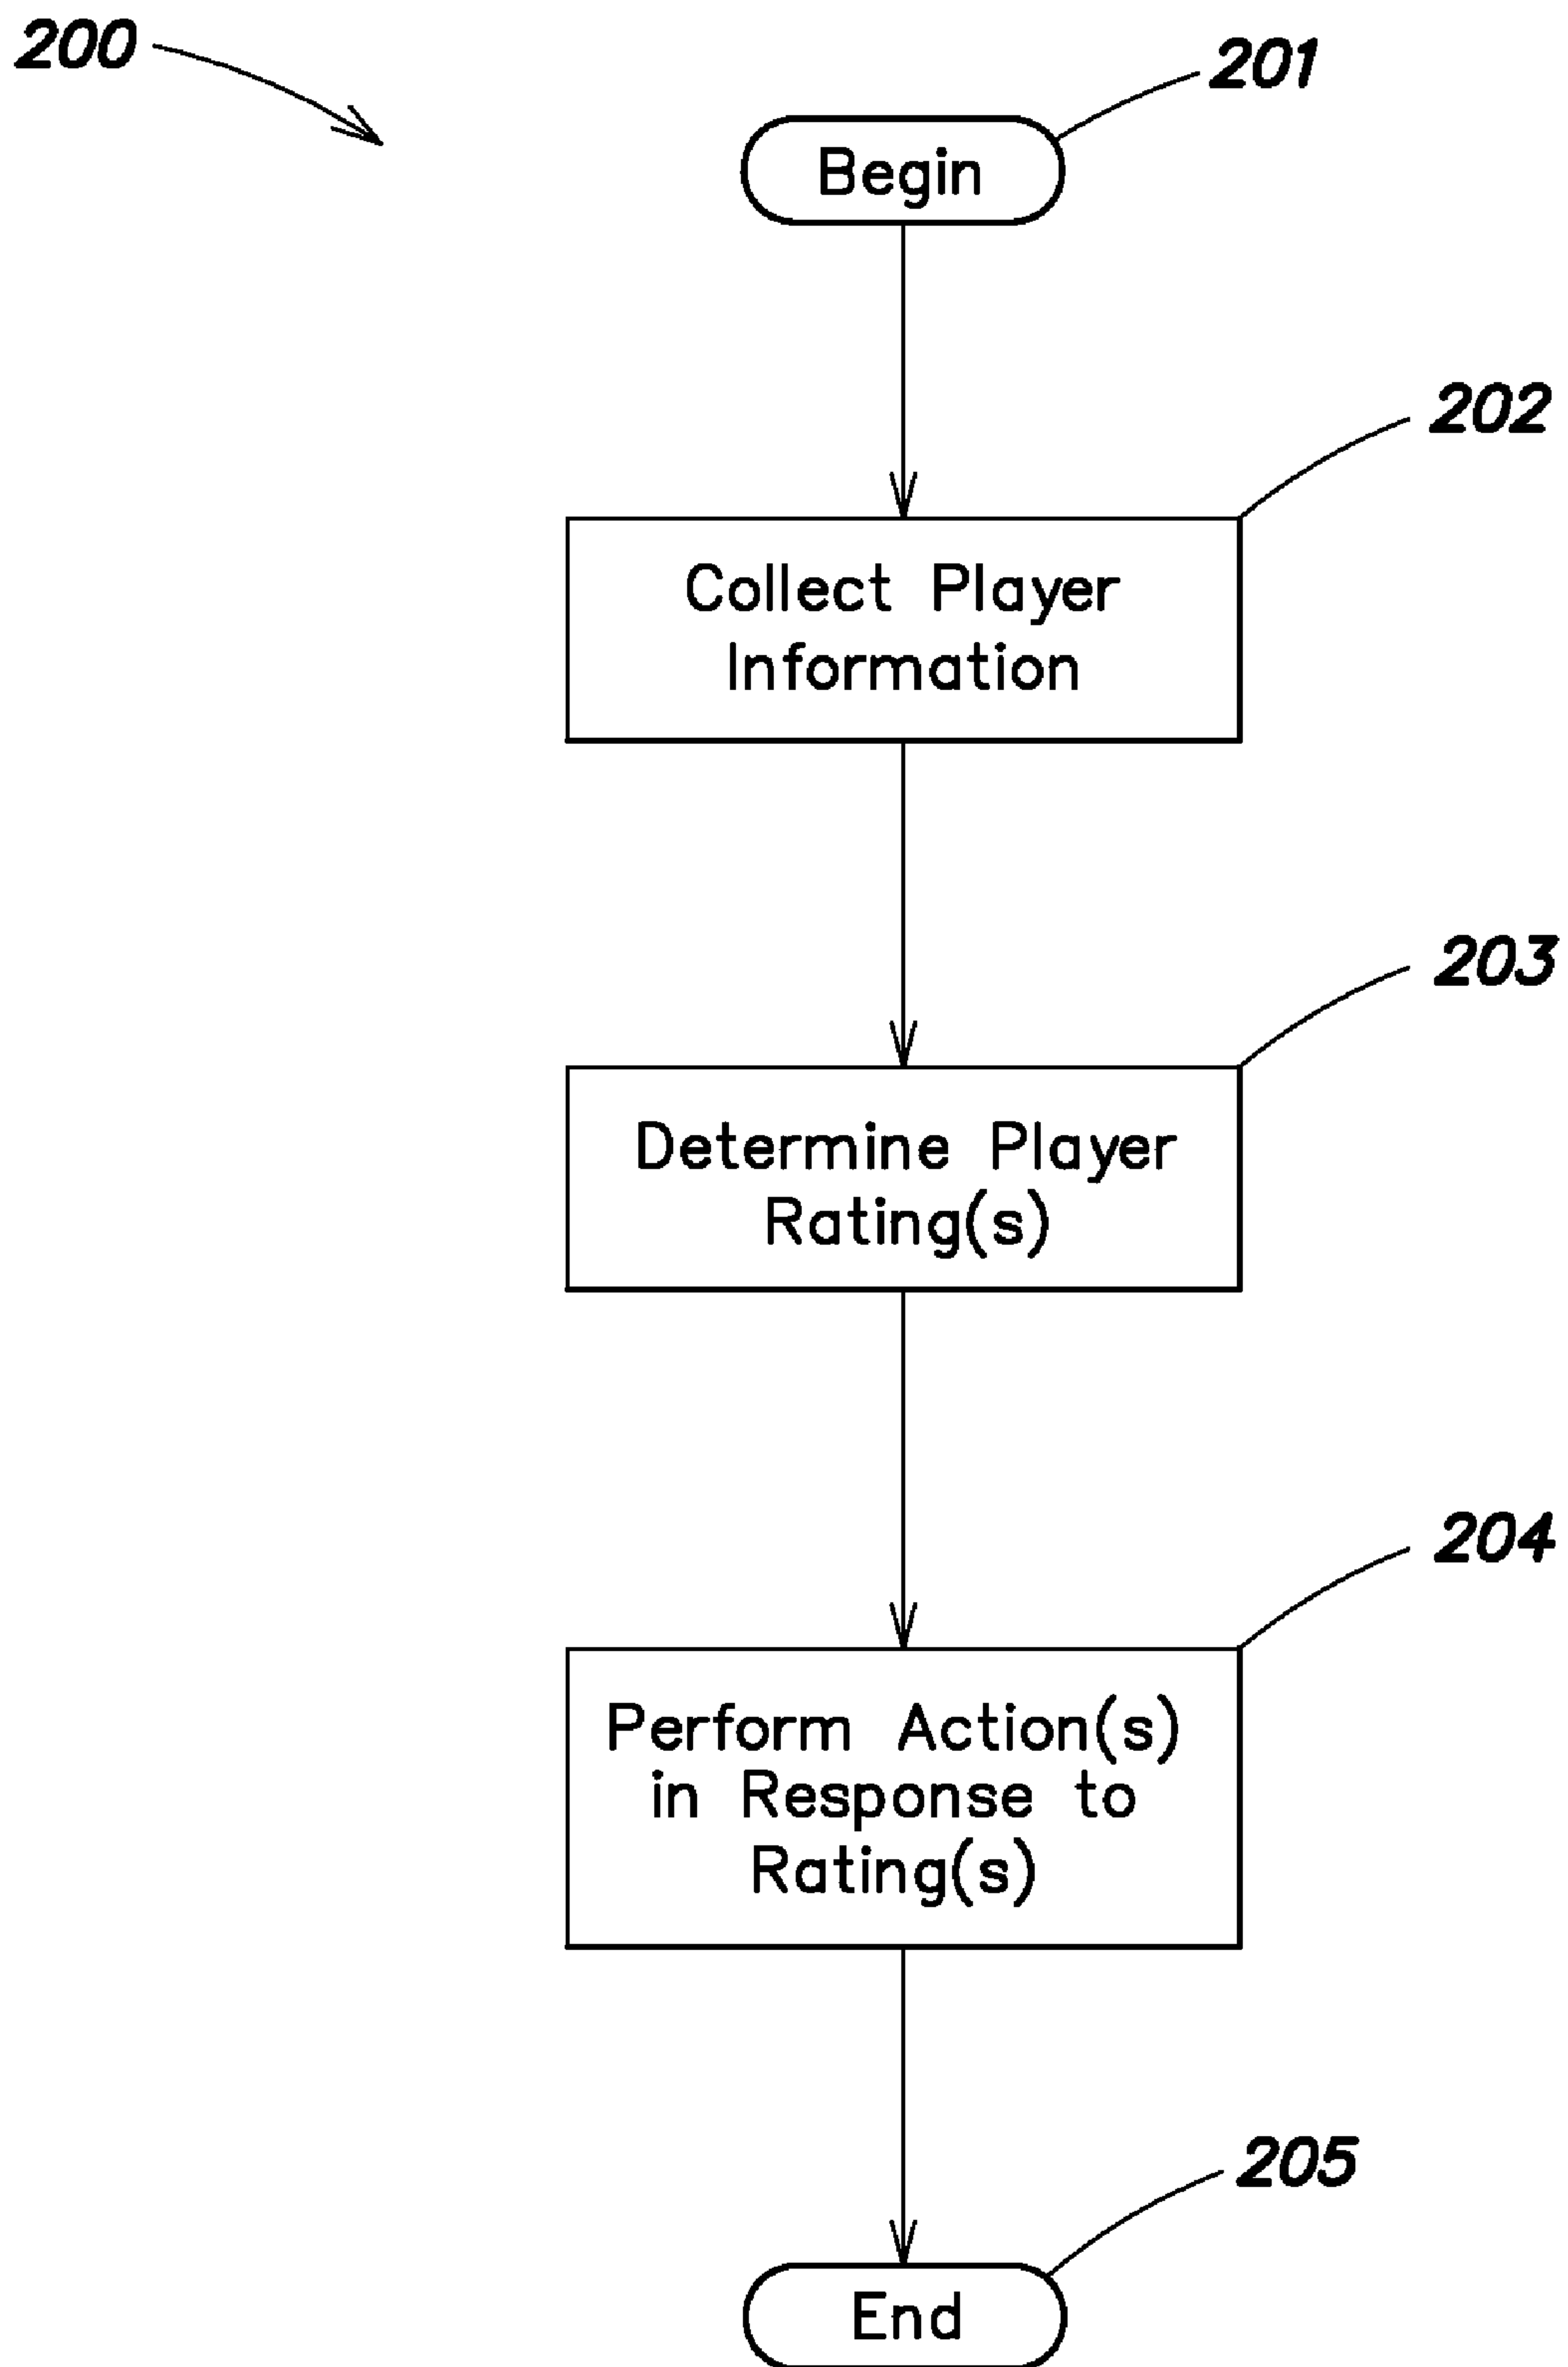 200
201
Begin
202
Collect Player
Information
203
Determine Player
Rating(s)
204
Perform Action(s)
in Response to
Rating(s)
205
End